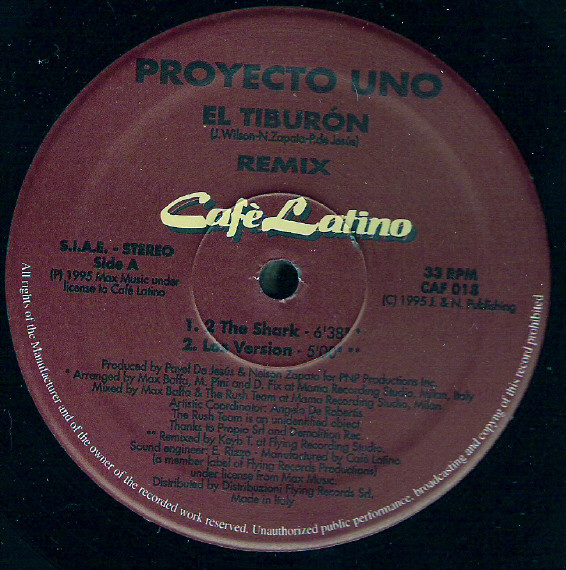 PROYECTO UNO
EL TIBURÓN
(J. Wilson-N. Zapata-P. de Jesús)
REMIX
Cafè Latino
S.I.A.E. - STEREO
Side A
(P) 1995 Max Music under
license to Cafè Latino
33 RPM
CAF 018
(C) 1995 J. & N. Publishing
1. 2 The Shark - 6'38" *
2. Version - **
Produced by Pavel De Jesùs & Nelson Zapata for PNP Productions Inc.
* Arranged by Max Baffa, M. Pini and D. Fix at Mama Recording Studio, Milan, Italy
Mixed by Max Baffa & The Rush Team at Mama Recording Studio, Milan.
Artistic Coordinator: Angelo De Robertis.
The Rush Team is an unidentified object.
Thanks to Propio Srl and Demolition Rec.
** Remixed by Kayb T. at Flying Recording Studio.
Sound engineer: E. Rizzo - Manufactured by Cafè Latino
(a member label of Flying Records Productions)
under license from Max Music.
Distributed by Distribuzioni Flying Records Srl.
Made in Italy
All rights of the Manufacturer and of the owner of the recorded work reserved. Unauthorized public performance, broadcasting and copying of this record prohibited